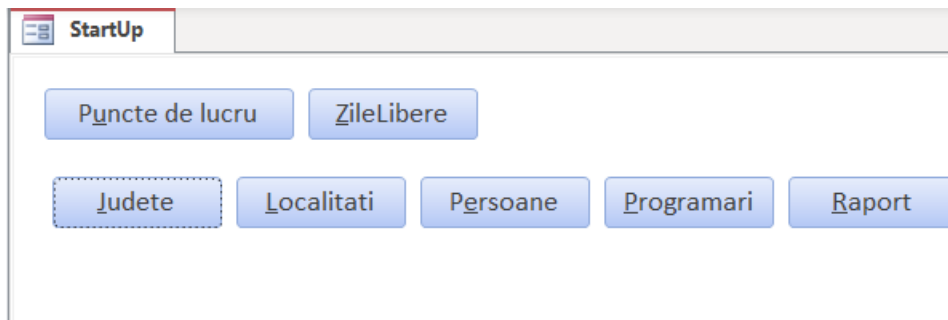 StartUp
Puncte de lucru ZileLibere
Judete Localitati Persoane Programari Raport